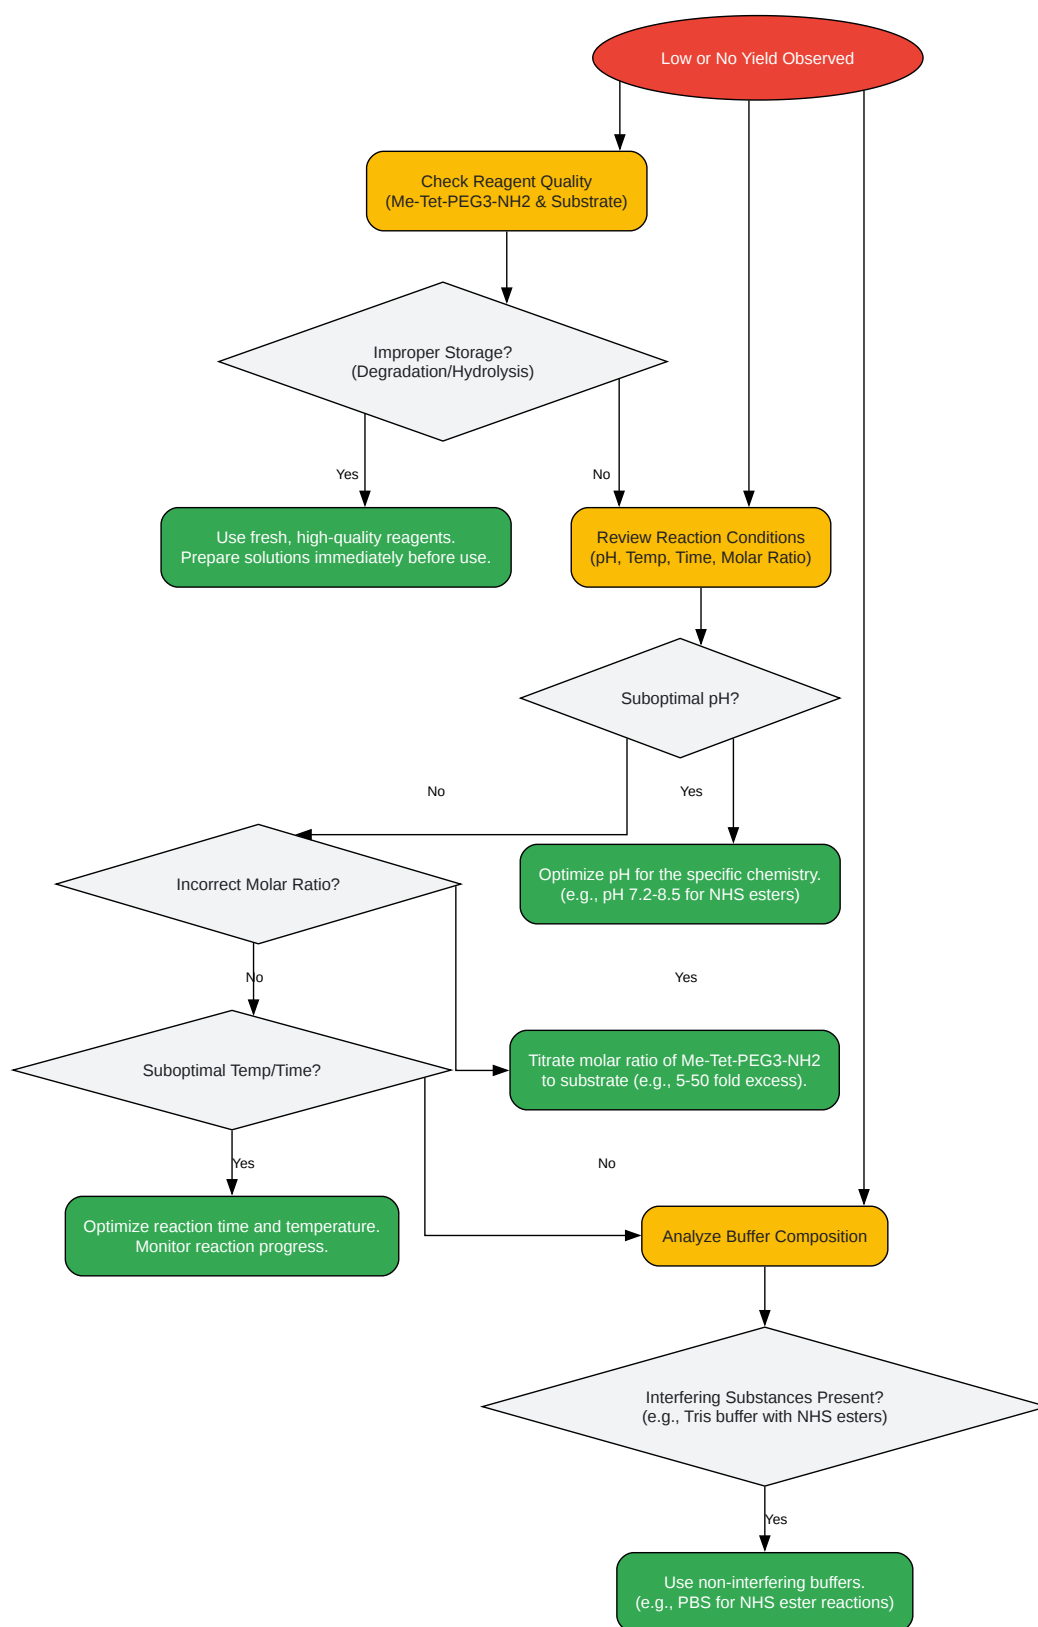 Low or No Yield Observed
Check Reagent Quality
(Me-Tet-PEG3-NH2 & Substrate)
Improper Storage?
(Degradation/Hydrolysis)
Yes
No
Use fresh, high-quality reagents.
Prepare solutions immediately before use.
Review Reaction Conditions
(pH, Temp, Time, Molar Ratio)
Suboptimal pH?
No
Yes
Incorrect Molar Ratio?
Optimize pH for the specific chemistry.
(e.g., pH 7.2-8.5 for NHS esters)
No
Yes
Suboptimal Temp/Time?
Titrate molar ratio of Me-Tet-PEG3-NH2
to substrate (e.g., 5-50 fold excess).
Yes
No
Optimize reaction time and temperature.
Monitor reaction progress.
Analyze Buffer Composition
Interfering Substances Present?
(e.g., Tris buffer with NHS esters)
Yes
Use non-interfering buffers.
(e.g., PBS for NHS ester reactions)